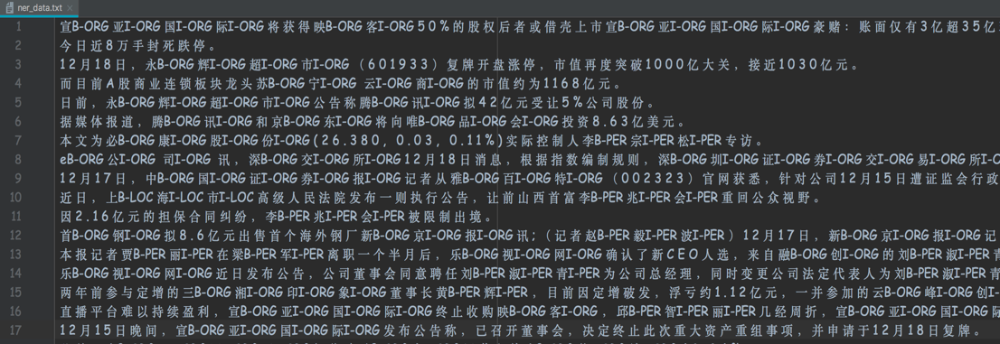 ner_data.txt
1 宣B-ORG 亚I-ORG 国I-ORG 际I-ORG 将获得映B-ORG 客I-ORG 50%的股权后者或借壳上市宣B-ORG 亚I-ORG 国I-ORG 际I-ORG 豪赌：账面仅有3亿超35亿
2 今日近8万手封死跌停。
3 12月18日，永B-ORG 辉I-ORG 超I-ORG 市I-ORG （601933）复牌开盘涨停，市值再度突破1000亿大关，接近1030亿元。
4 而目前A股商业连锁板块龙头苏B-ORG 宁I-ORG 云I-ORG 商I-ORG 的市值约为1168亿元。
5 日前，永B-ORG 辉I-ORG 超I-ORG 市I-ORG 公告称腾B-ORG 讯I-ORG 拟42亿元受让5%公司股份。
6 据媒体报道，腾B-ORG 讯I-ORG 和京B-ORG 东I-ORG 将向唯B-ORG 品I-ORG 会I-ORG 投资8.63亿美元。
7 本文为必B-ORG 康I-ORG 股I-ORG 份I-ORG (26.380, 0.03, 0.11%)实际控制人李B-PER 宗I-PER 松I-PER 专访。
8 eB-ORG 公I-ORG 司I-ORG 讯，深B-ORG 交I-ORG 所I-ORG 12月18日消息，根据指数编制规则，深B-ORG 圳I-ORG 证I-ORG 券I-ORG 交I-ORG 易I-ORG 所I-O
9 12月17日，中B-ORG 国I-ORG 证I-ORG 券I-ORG 报I-ORG 记者从雅B-ORG 百I-ORG 特I-ORG （002323）官网获悉，针对公司12月15日遭证监会行政
10 近日，上B-LOC 海I-LOC 市I-LOC 高级人民法院发布一则执行公告，让前山西首富李B-PER 兆I-PER 会I-PER 重回公众视野。
11 因2.16亿元的担保合同纠纷，李B-PER 兆I-PER 会I-PER 被限制出境。
12 首B-ORG 钢I-ORG 拟8.6亿元出售首个海外钢厂新B-ORG 京I-ORG 报I-ORG 讯；（记者赵B-PER 毅I-PER 波I-PER ）12月17日，新B-ORG 京I-ORG 报I-ORG 记
13 本报记者贾B-PER 丽I-PER 在梁B-PER 军I-PER 离职一个半月后，乐B-ORG 视I-ORG 网I-ORG 确认了新CEO人选，来自融B-ORG 创I-ORG 的刘B-PER 淑I-PER 青
14 乐B-ORG 视I-ORG 网I-ORG 近日发布公告，公司董事会同意聘任刘B-PER 淑I-PER 青I-PER 为公司总经理，同时变更公司法定代表人为刘B-PER 淑I-PER 青
15 两年前参与定增的三B-ORG 湘I-ORG 印I-ORG 象I-ORG 董事长黄B-PER 辉I-PER ，目前因定增破发，浮亏约1.12亿元，一并参加的云B-ORG 峰I-ORG 创I-
16 直播平台难以持续盈利，宣B-ORG 亚I-ORG 国I-ORG 际I-ORG 终止收购映B-ORG 客I-ORG ，邱B-PER 智I-PER 丽I-PER 几经周折，宣B-ORG 亚I-ORG 国
17 12月15日晚间，宣B-ORG 亚I-ORG 国I-ORG 际I-ORG 发布公告称，已召开董事会，决定终止此次重大资产重组事项，并申请于12月18日复牌。